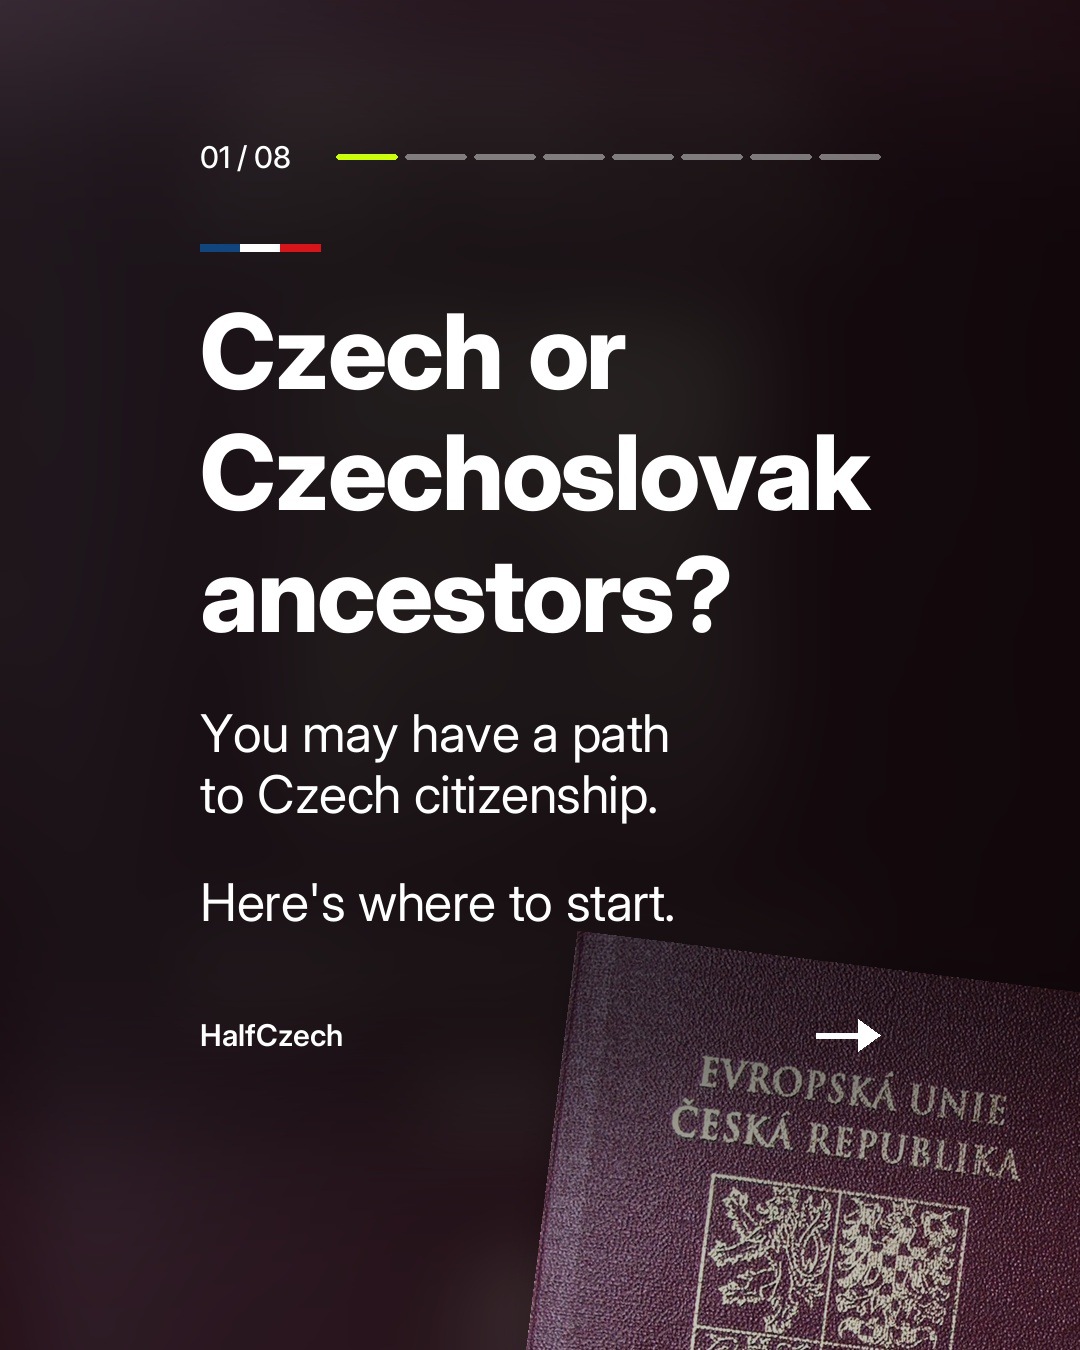 01 / 08
Czech or
Czechoslovak
ancestors?
You may have a path
to Czech citizenship.
Here's where to start.
HalfCzech
EVROPSKÁ UNIE
ČESKÁ REPUBLIKA